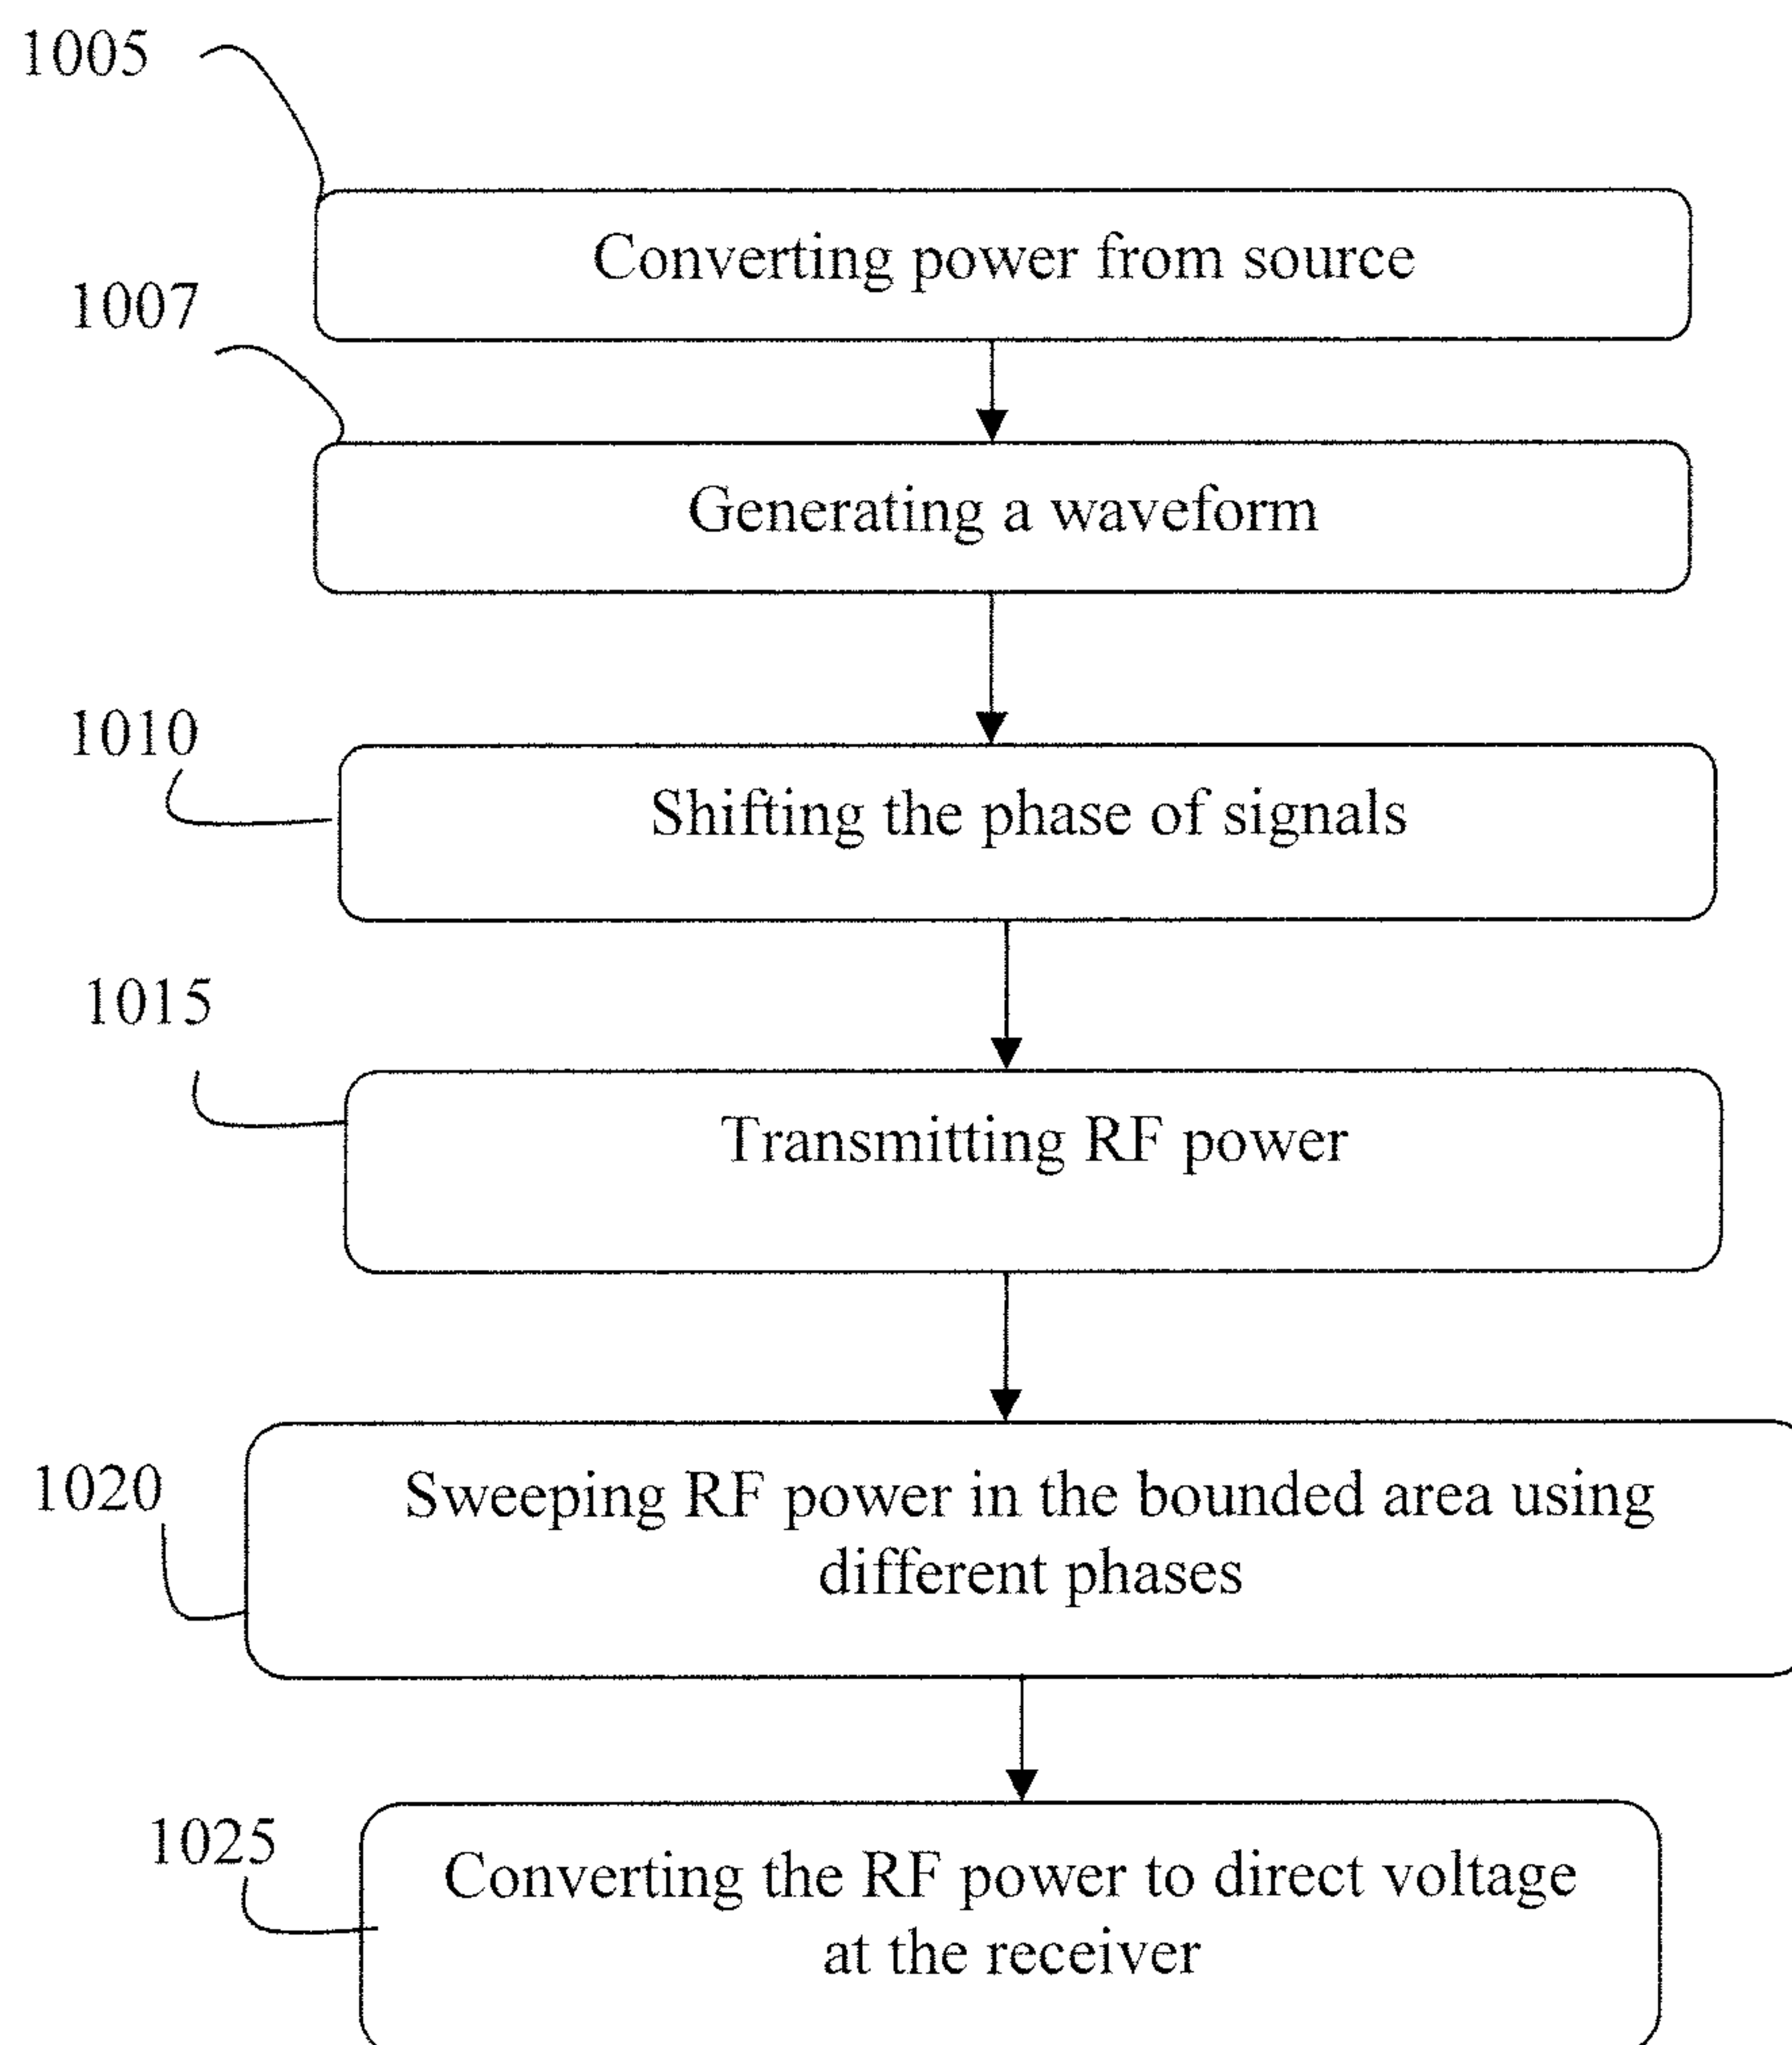 1005
Converting power from source
1007
Generating a waveform
1010
Shifting the phase of signals
1015
Transmitting RF power
1020
Sweeping RF power in the bounded area using
different phases
1025
Converting the RF power to direct voltage
at the receiver